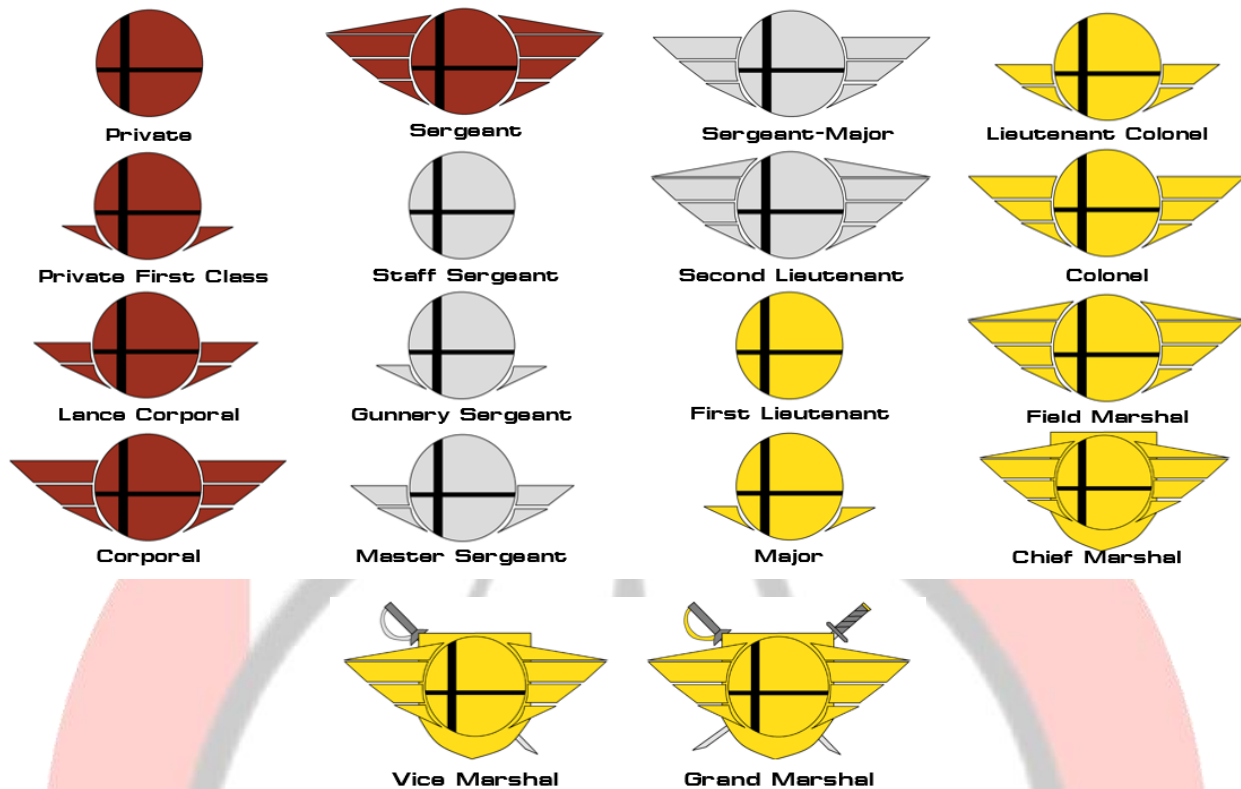 Private
Sergeant
Sergeant-Major
Lieutenant Colonel
Private First Class
Staff Sergeant
Second Lieutenant
Colonel
Lance Corporal
Gunnery Sergeant
First Lieutenant
Field Marshal
Corporal
Master Sergeant
Major
Chief Marshal
Vice Marshal
Grand Marshal